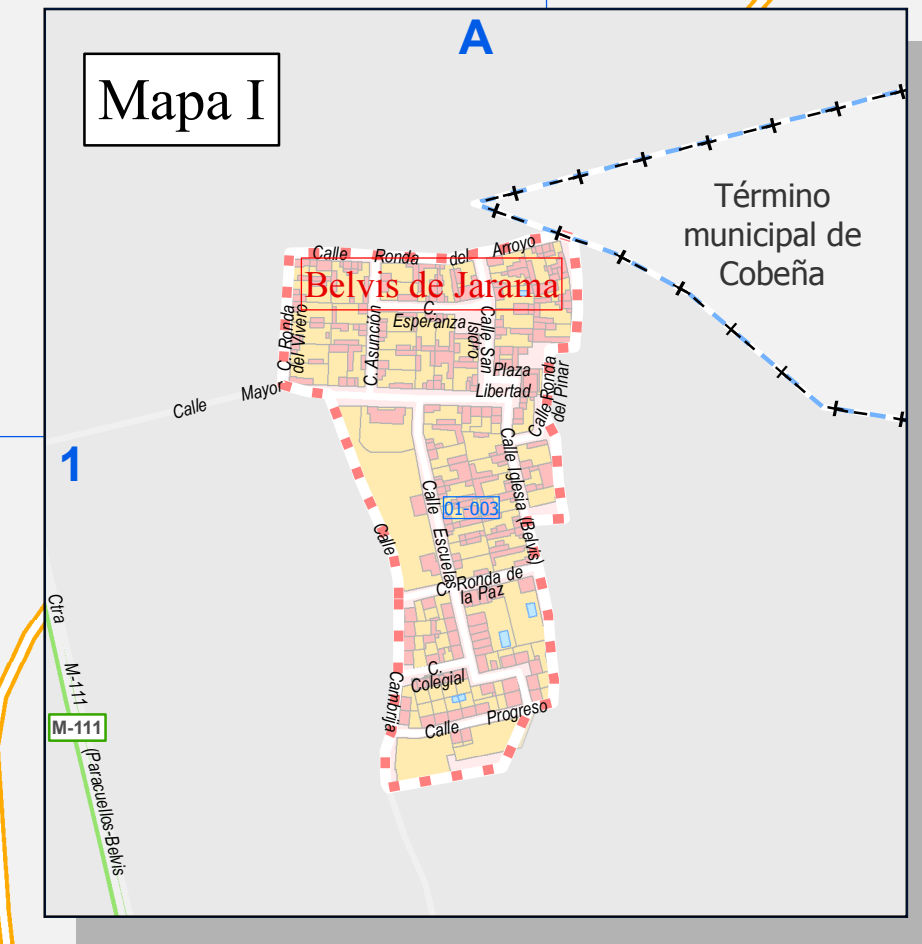 A
Mapa I
Término
municipal de
Cobeña
Calle Ronda del Arroyo
Belvis de Jarama
C. Ronda
del Vivero
C. Asunción
C.
Esperanza
Calle San
Isidro
Plaza
Libertad
Calle Ronda
del Pinar
Calle Mayor
1
Calle Iglesia (Belvis)
Calle Escuelas
01-003
Calle Cambrija
C. Ronda de
la Paz
C.
Colegial
Calle Progreso
Ctra M-111 (Paracuellos-Belvis
M-111